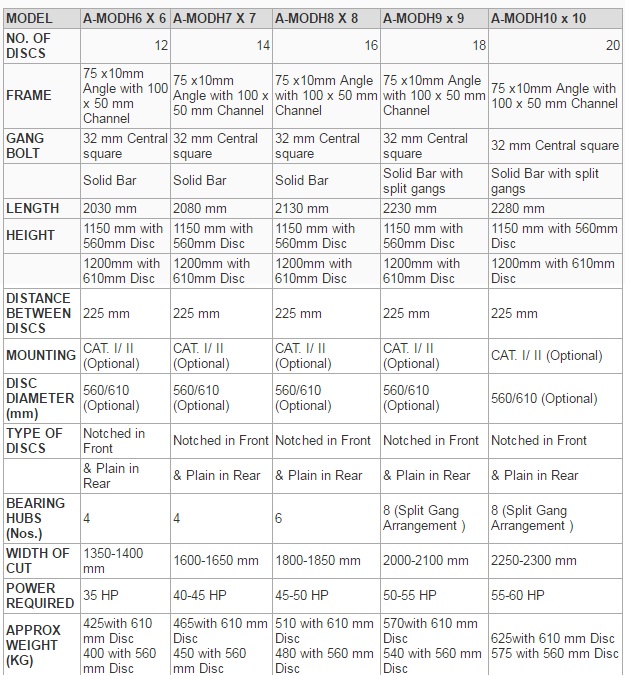 MODEL A-MODH6 X 6 A-MODH7 X 7 A-MODH8 X 8 A-MODH9 x 9 A-MODH10 x 10
NO. OF DISCS 12 14 16 18 20
FRAME 75 x10mm Angle with 100 x 50 mm Channel 75 x10mm Angle with 100 x 50 mm Channel 75 x10mm Angle with 100 x 50 mm Channel 75 x10mm Angle with 100 x 50 mm Channel 75 x10mm Angle with 100 x 50 mm Channel
GANG BOLT 32 mm Central square 32 mm Central square 32 mm Central square 32 mm Central square 32 mm Central square
Solid Bar Solid Bar Solid Bar Solid Bar with split gangs Solid Bar with split gangs
LENGTH 2030 mm 2080 mm 2130 mm 2230 mm 2280 mm
HEIGHT 1150 mm with 560mm Disc 1150 mm with 560mm Disc 1150 mm with 560mm Disc 1150 mm with 560mm Disc 1150 mm with 560mm Disc
1200mm with 610mm Disc 1200mm with 610mm Disc 1200mm with 610mm Disc 1200mm with 610mm Disc 1200mm with 610mm Disc
DISTANCE BETWEEN DISCS 225 mm 225 mm 225 mm 225 mm 225 mm
MOUNTING CAT. I/ II (Optional) CAT. I/ II (Optional) CAT. I/ II (Optional) CAT. I/ II (Optional) CAT. I/ II (Optional)
DISC DIAMETER (mm) 560/610 (Optional) 560/610 (Optional) 560/610 (Optional) 560/610 (Optional) 560/610 (Optional)
TYPE OF DISCS Notched in Front Notched in Front Notched in Front Notched in Front Notched in Front
& Plain in Rear & Plain in Rear & Plain in Rear & Plain in Rear & Plain in Rear
BEARING HUBS (Nos.) 4 4 6 8 (Split Gang Arrangement ) 8 (Split Gang Arrangement )
WIDTH OF CUT 1350-1400 mm 1600-1650 mm 1800-1850 mm 2000-2100 mm 2250-2300 mm
POWER REQUIRED 35 HP 40-45 HP 45-50 HP 50-55 HP 55-60 HP
APPROX WEIGHT (KG) 425with 610 mm Disc 400 with 560 mm Disc 465with 610 mm Disc 450 with 560 mm Disc 510 with 610 mm Disc 480 with 560 mm Disc 570with 610 mm Disc 540 with 560 mm Disc 625with 610 mm Disc 575 with 560 mm Disc